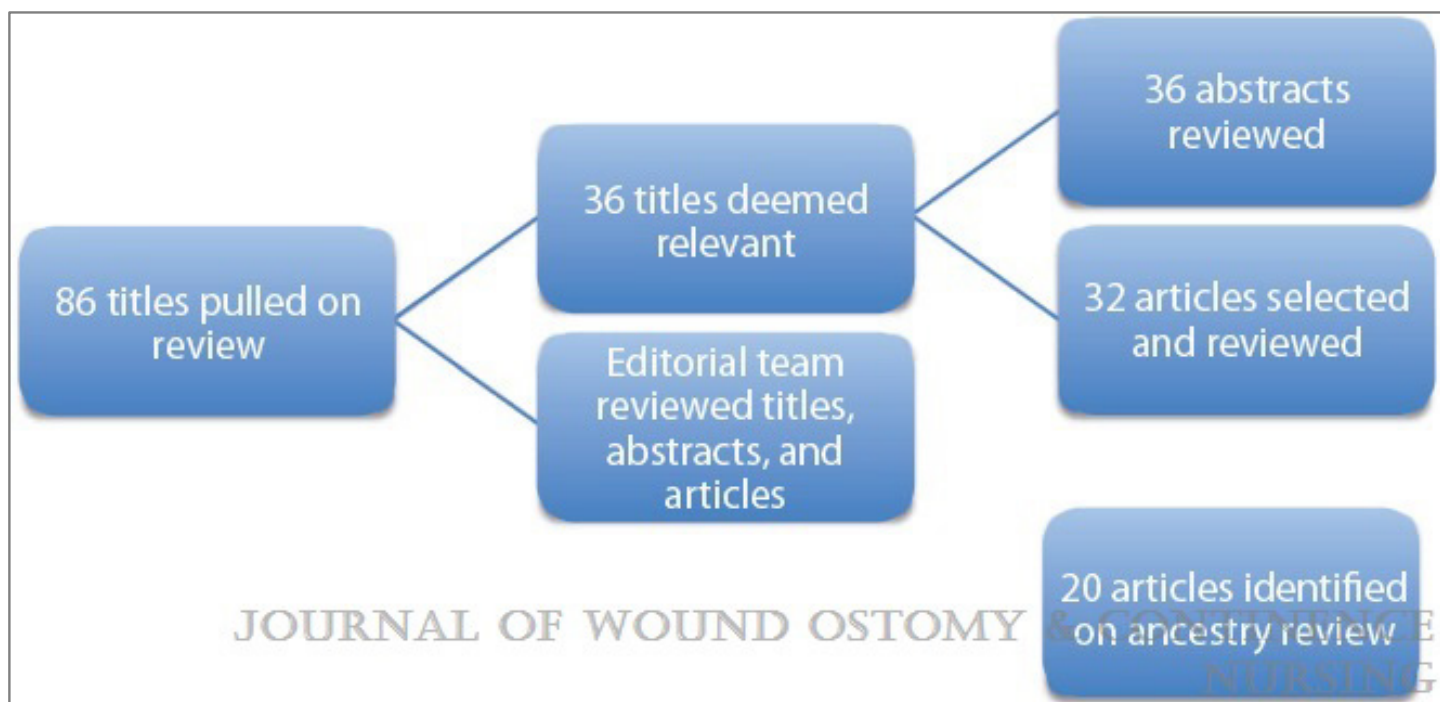 86 titles pulled on
review
36 titles deemed
relevant
Editorial team
reviewed titles,
abstracts, and
articles
36 abstracts
reviewed
32 articles selected
and reviewed
20 articles identified
on ancestry review
JOURNAL OF WOUND OSTOMY & CONTINENCE
NURSING